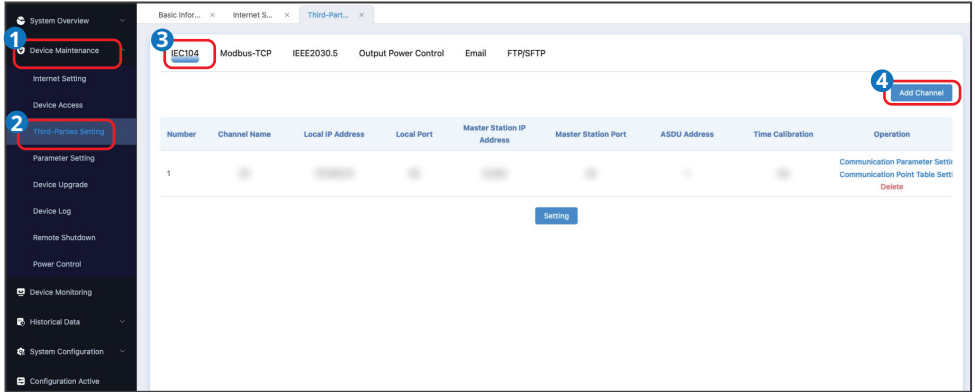 System Overview
1
Device Maintenance
Internet Setting
Device Access
2
Third-Parties Setting
Parameter Setting
Device Upgrade
Device Log
Remote Shutdown
Power Control
Device Monitoring
Historical Data
System Configuration
Configuration Active
Basic Infor... × Internet S... × Third-Part... ×
3
IEC104 Modbus-TCP IEEE2030.5 Output Power Control Email FTP/SFTP
4
Add Channel
Number Channel Name Local IP Address Local Port Master Station IP Address Master Station Port ASDU Address Time Calibration Operation
1
Communication Parameter Settin
Communication Point Table Setti
Delete
Setting